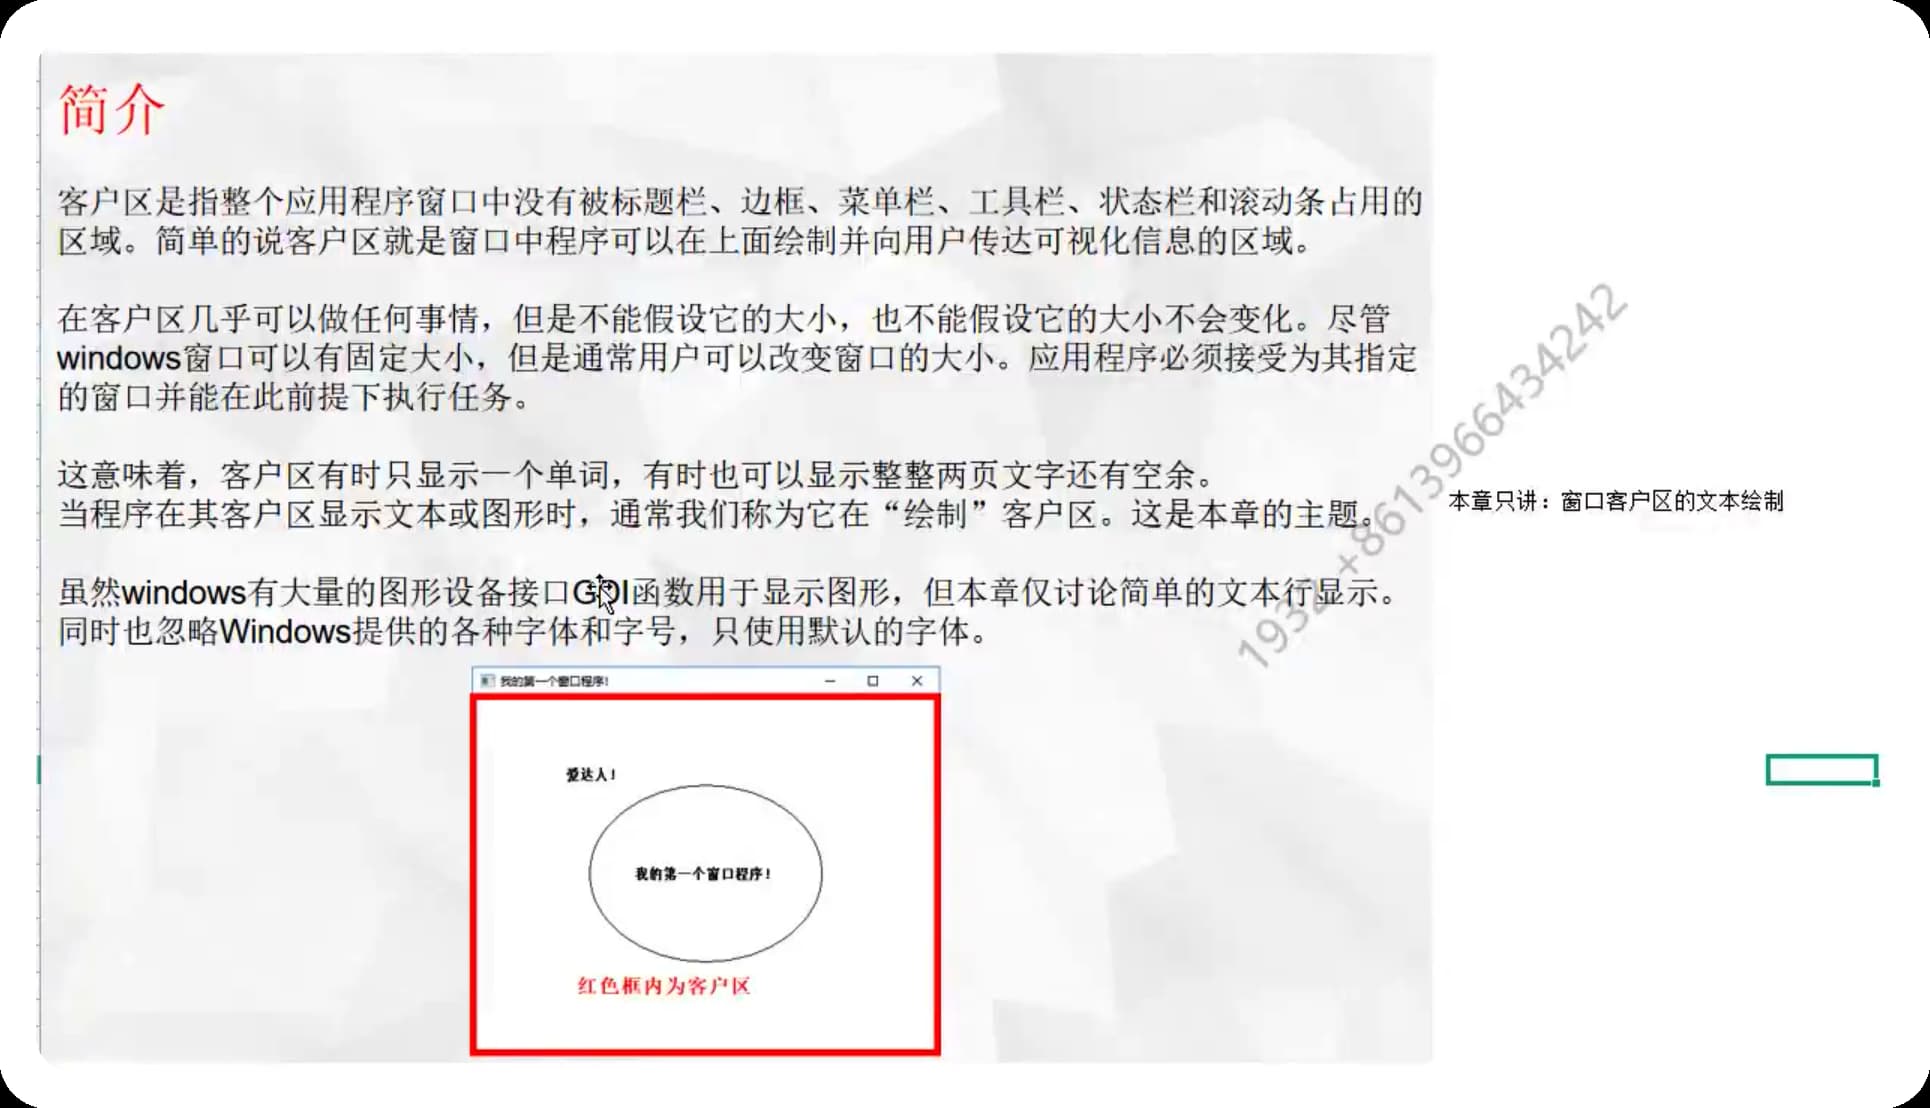 简介
客户区是指整个应用程序窗口中没有被标题栏、边框、菜单栏、工具栏、状态栏和滚动条占用的
区域。简单的说客户区就是窗口中程序可以在上面绘制并向用户传达可视化信息的区域。
在客户区几乎可以做任何事情，但是不能假设它的大小，也不能假设它的大小不会变化。尽管
windows窗口可以有固定大小，但是通常用户可以改变窗口的大小。应用程序必须接受为其指定
的窗口并能在此前提下执行任务。
这意味着，客户区有时只显示一个单词，有时也可以显示整整两页文字还有空余。
当程序在其客户区显示文本或图形时，通常我们称为它在“绘制”客户区。这是本章的主题。
虽然windows有大量的图形设备接口GDI函数用于显示图形，但本章仅讨论简单的文本行显示。
同时也忽略Windows提供的各种字体和字号，只使用默认的字体。
我的第一个窗口程序!
爱达人!
我的第一个窗口程序!
红色框内为客户区
本章只讲：窗口客户区的文本绘制
1932 +8613966434242